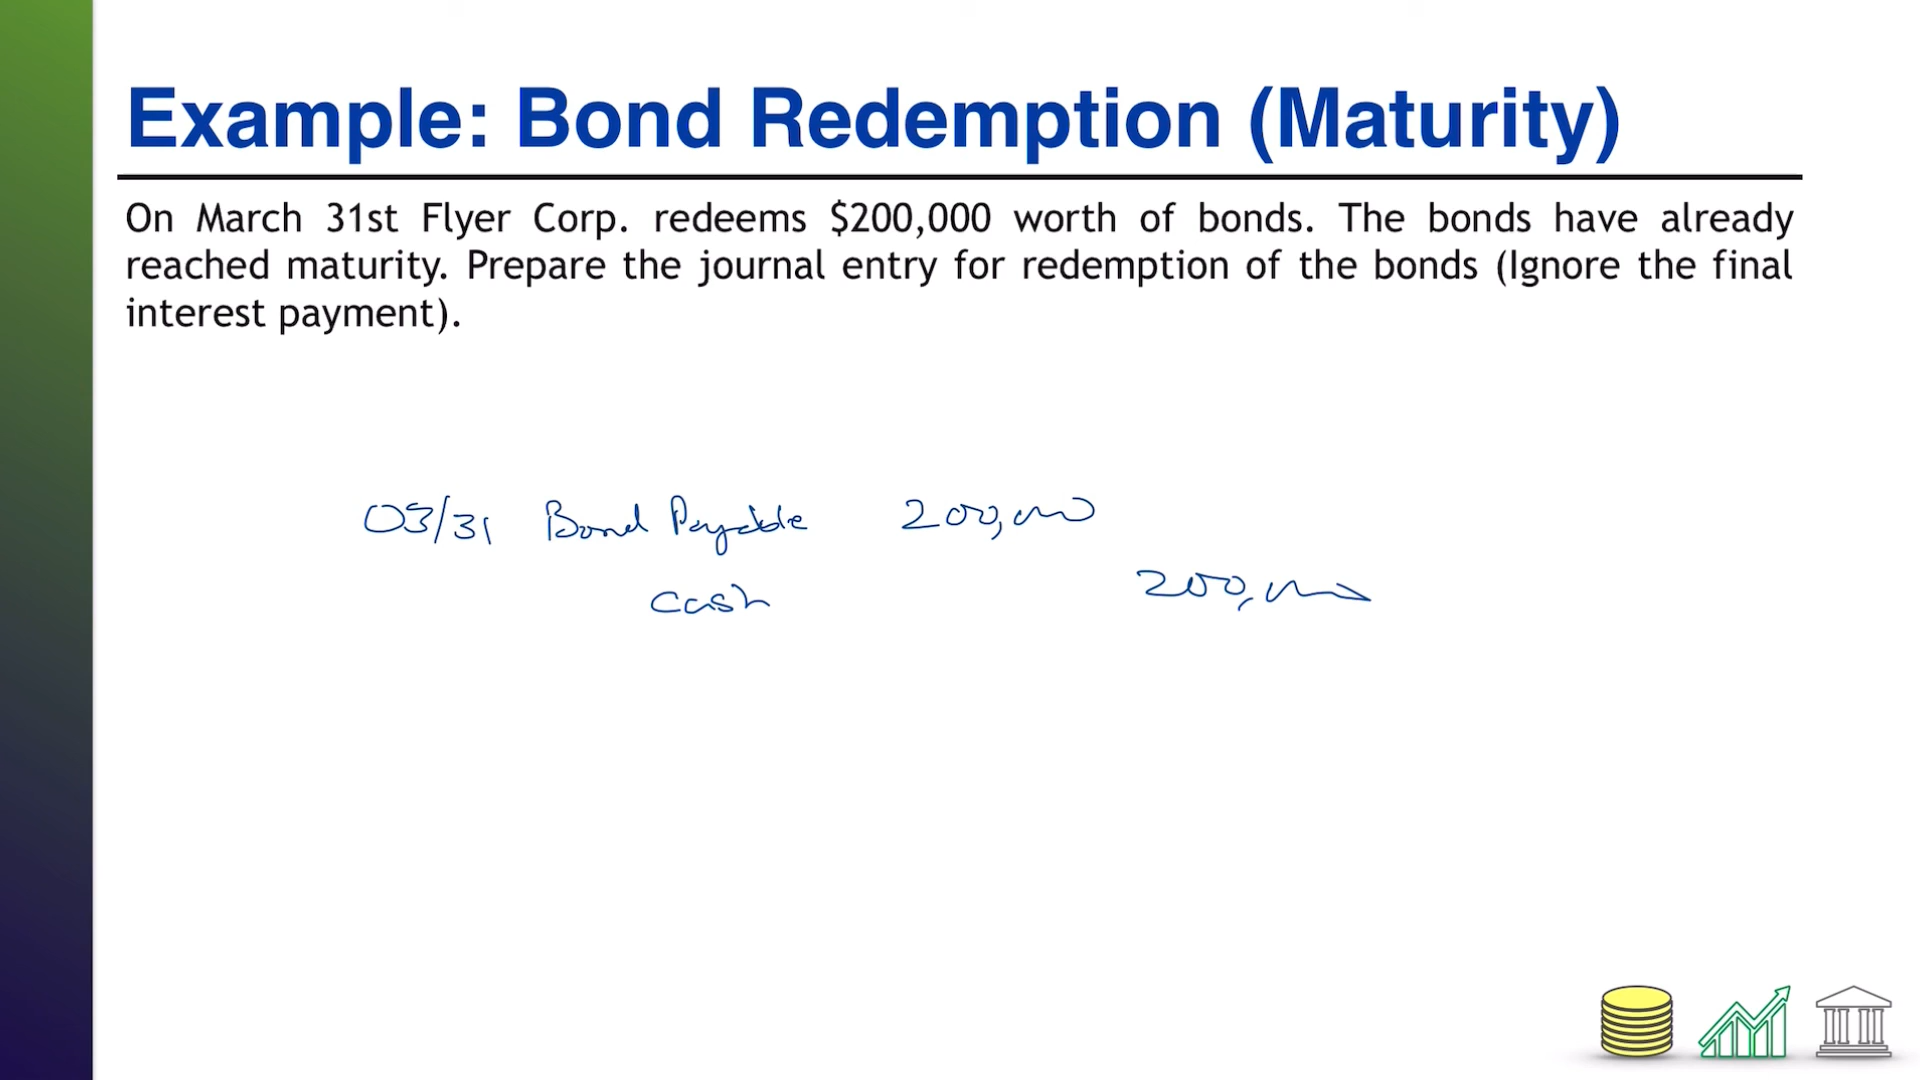 Example: Bond Redemption (Maturity)
On March 31st Flyer Corp. redeems $200,000 worth of bonds. The bonds have already
reached maturity. Prepare the journal entry for redemption of the bonds (Ignore the final
interest payment).
03/31 Bond Payable 200,000
Cash 200,000